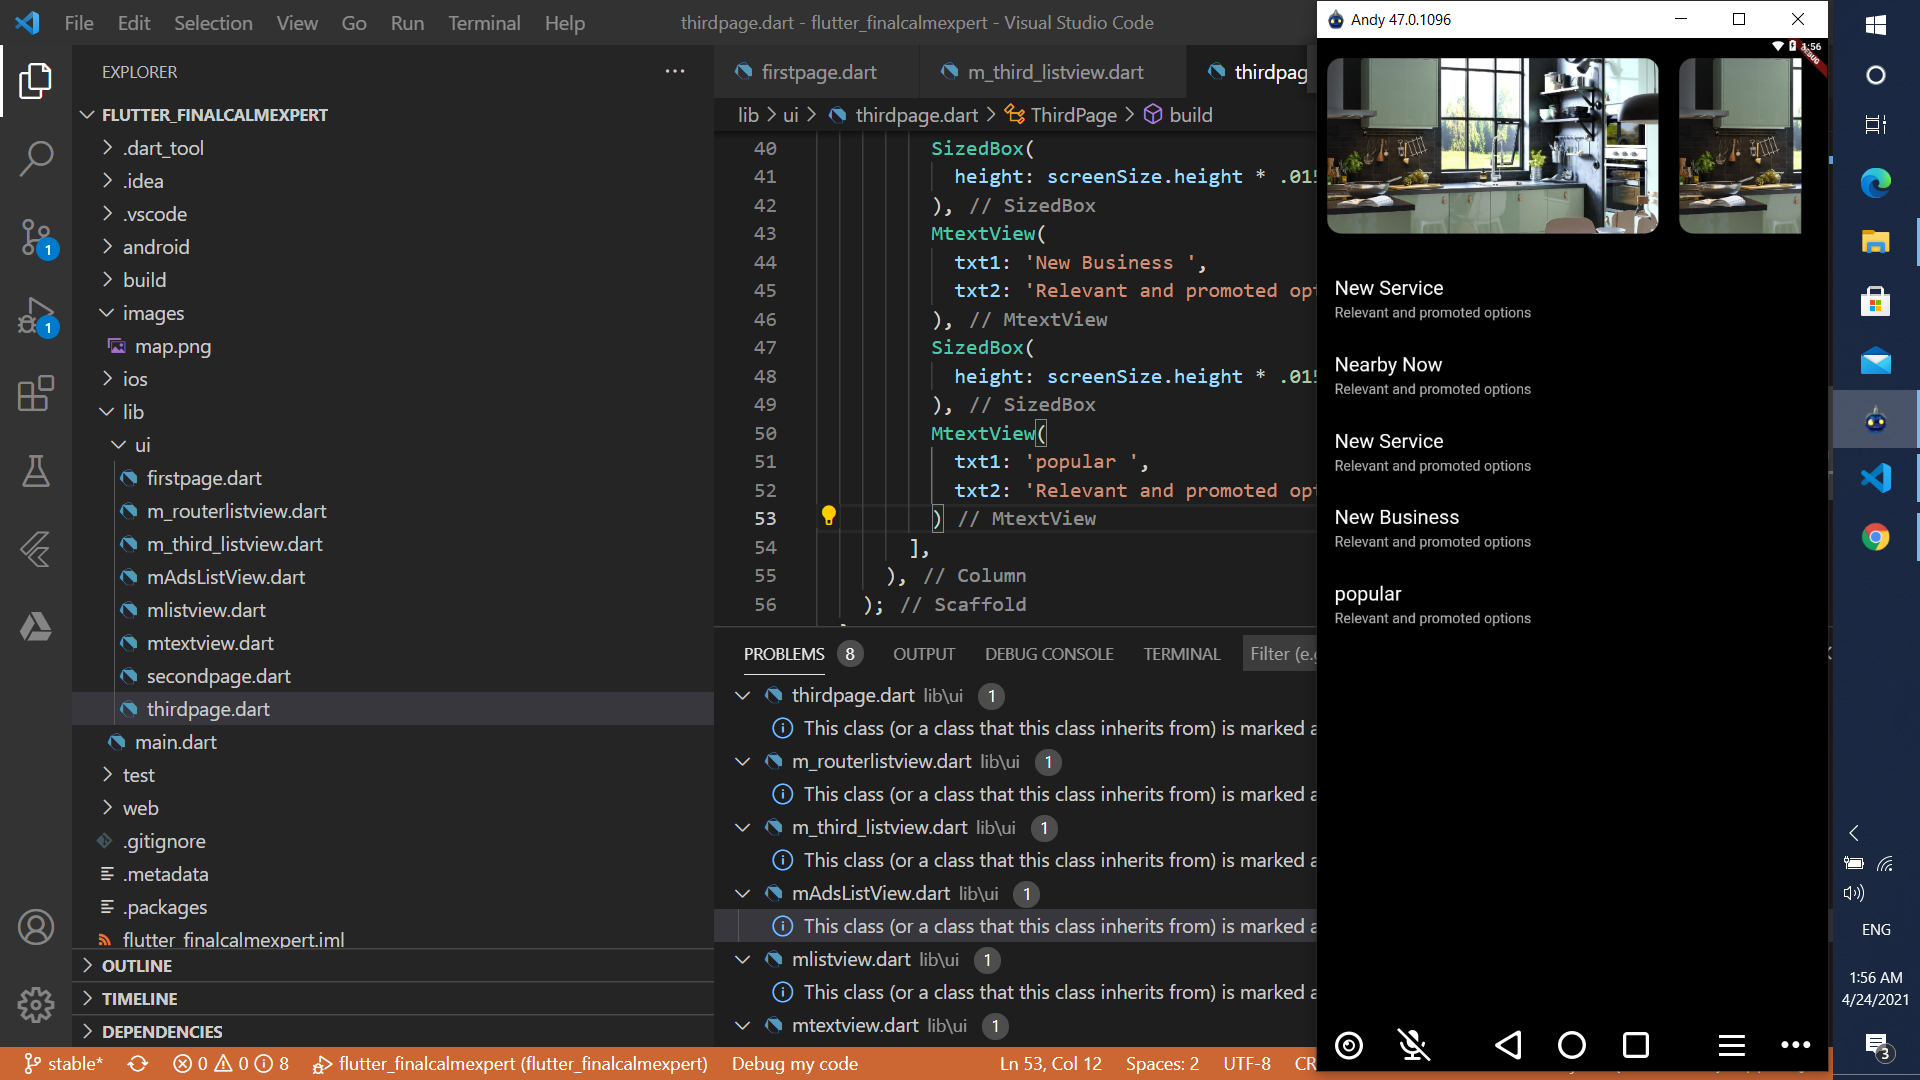 File Edit Selection View Go Run Terminal Help
thirdpage.dart - flutter_finalcalmexpert - Visual Studio Code
EXPLORER
FLUTTER_FINALCALMEXPERT
.dart_tool
.idea
.vscode
android
build
images
map.png
ios
lib
ui
firstpage.dart
m_routerlistview.dart
m_third_listview.dart
mAdsListView.dart
mlistview.dart
mtextview.dart
secondpage.dart
thirdpage.dart
main.dart
test
web
.gitignore
.metadata
.packages
flutter_finalcalmexpert.iml
OUTLINE
TIMELINE
DEPENDENCIES
1
1
firstpage.dart m_third_listview.dart thirdpag
lib > ui > thirdpage.dart > ThirdPage > build
40 SizedBox(
41 height: screenSize.height * .015
42 ), // SizedBox
43 MtextView(
44 txt1: 'New Business ',
45 txt2: 'Relevant and promoted opt
46 ), // MtextView
47 SizedBox(
48 height: screenSize.height * .015
49 ), // SizedBox
50 MtextView(
51 txt1: 'popular ',
52 txt2: 'Relevant and promoted opt
53 ) // MtextView
54 ],
55 ), // Column
56 ); // Scaffold
PROBLEMS 8 OUTPUT DEBUG CONSOLE TERMINAL Filter (e.g
thirdpage.dart lib\ui 1
This class (or a class that this class inherits from) is marked a
m_routerlistview.dart lib\ui 1
This class (or a class that this class inherits from) is marked a
m_third_listview.dart lib\ui 1
This class (or a class that this class inherits from) is marked a
mAdsListView.dart lib\ui 1
This class (or a class that this class inherits from) is marked a
mlistview.dart lib\ui 1
This class (or a class that this class inherits from) is marked a
mtextview.dart lib\ui 1
stable* 0 0 8 flutter_finalcalmexpert (flutter_finalcalmexpert) Debug my code Ln 53, Col 12 Spaces: 2 UTF-8 CR
Andy 47.0.1096
1:56
New Service
Relevant and promoted options
Nearby Now
Relevant and promoted options
New Service
Relevant and promoted options
New Business
Relevant and promoted options
popular
Relevant and promoted options
ENG
1:56 AM
4/24/2021
3